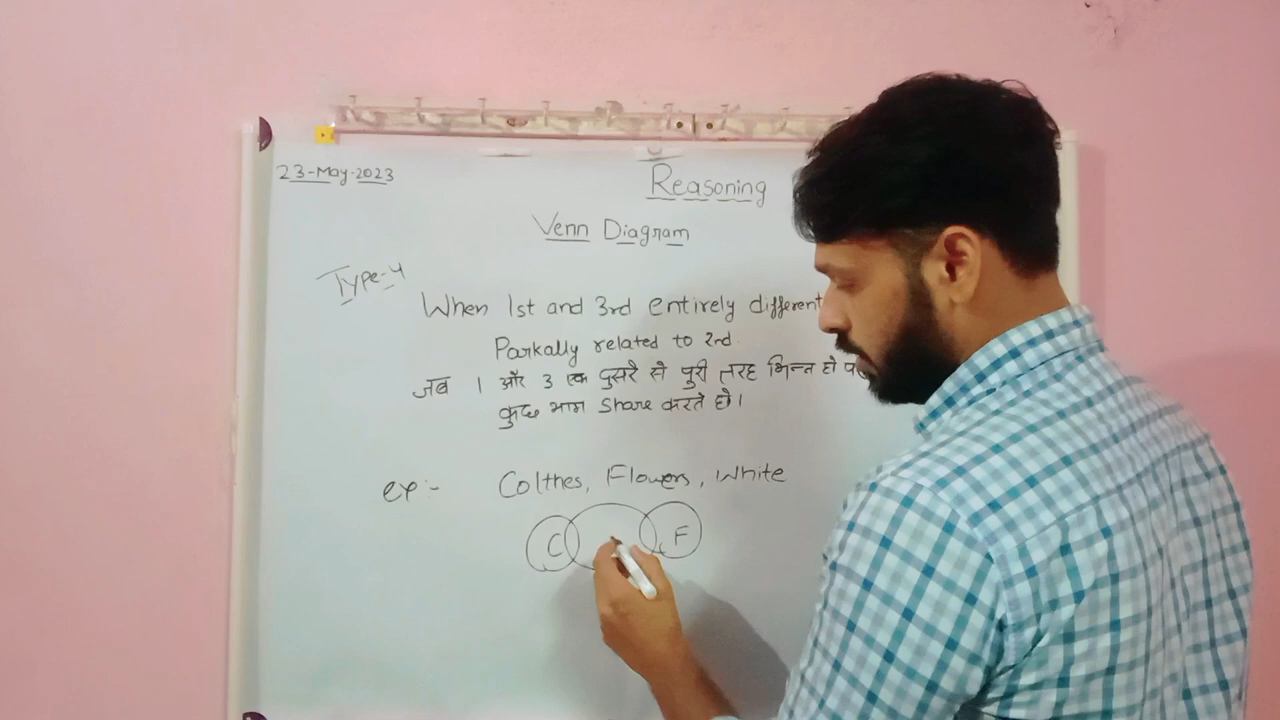 23-May-2023
Reasoning
Venn Diagram
Type-4
When 1st and 3rd entirely different
Parkally related to 2nd.
जब 1 और 3 एक दुसरे से पुरी तरह भिन्न हो
कुछ भाग Share करते हो।
ex:- Colthes, Flowers, White
C F